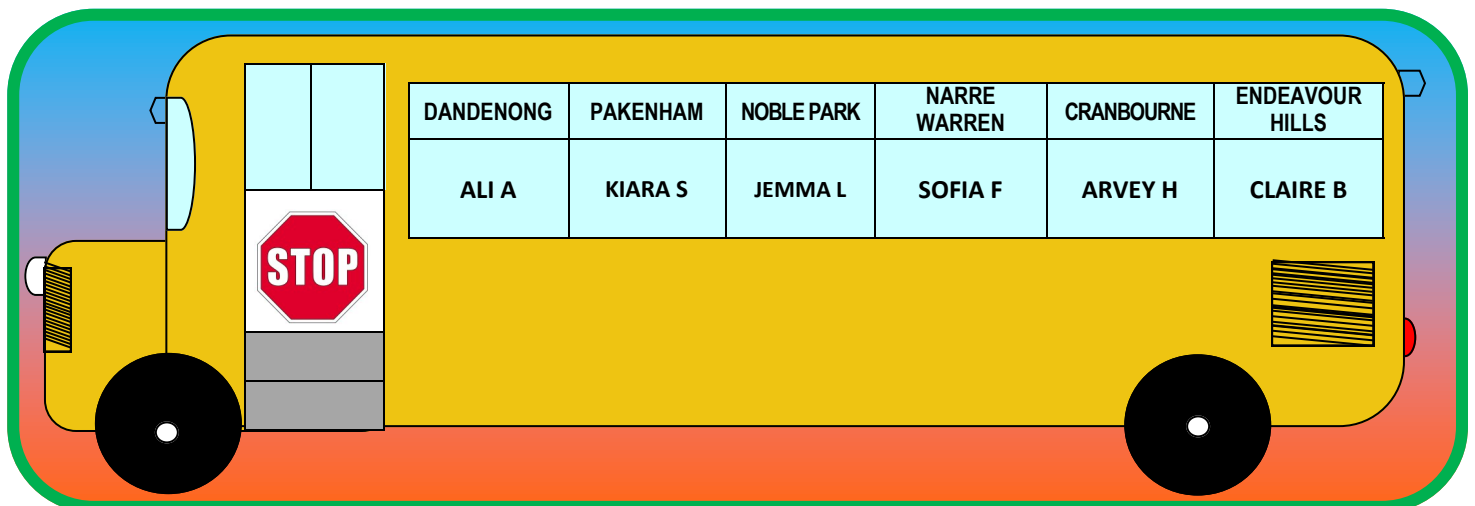 DANDENONG PAKENHAM NOBLE PARK NARRE WARREN CRANBOURNE ENDEAVOUR HILLS
ALI A KIARA S JEMMA L SOFIA F ARVEY H CLAIRE B
STOP